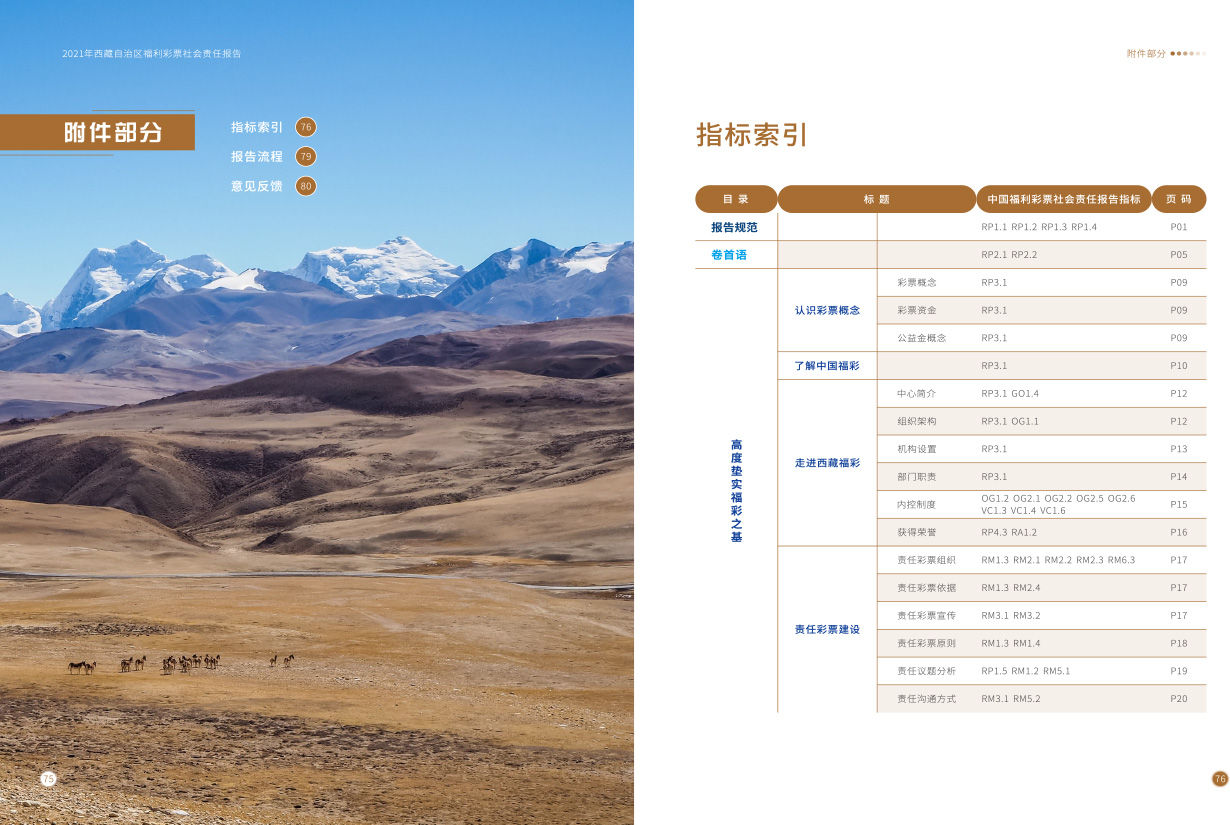 2021年西藏自治区福利彩票社会责任报告
附件部分
指标索引 76
报告流程 79
意见反馈 80
75
附件部分
指标索引
目 录 标 题 中国福利彩票社会责任报告指标 页 码
报告规范 RP1.1 RP1.2 RP1.3 RP1.4 P01
卷首语 RP2.1 RP2.2 P05
高度垫实福彩之基
认识彩票概念
彩票概念 RP3.1 P09
彩票资金 RP3.1 P09
公益金概念 RP3.1 P09
了解中国福彩 RP3.1 P10
走进西藏福彩
中心简介 RP3.1 GO1.4 P12
组织架构 RP3.1 OG1.1 P12
机构设置 RP3.1 P13
部门职责 RP3.1 P14
内控制度 OG1.2 OG2.1 OG2.2 OG2.5 OG2.6
VC1.3 VC1.4 VC1.6 P15
获得荣誉 RP4.3 RA1.2 P16
责任彩票建设
责任彩票组织 RM1.3 RM2.1 RM2.2 RM2.3 RM6.3 P17
责任彩票依据 RM1.3 RM2.4 P17
责任彩票宣传 RM3.1 RM3.2 P17
责任彩票原则 RM1.3 RM1.4 P18
责任议题分析 RP1.5 RM1.2 RM5.1 P19
责任沟通方式 RM3.1 RM5.2 P20
76